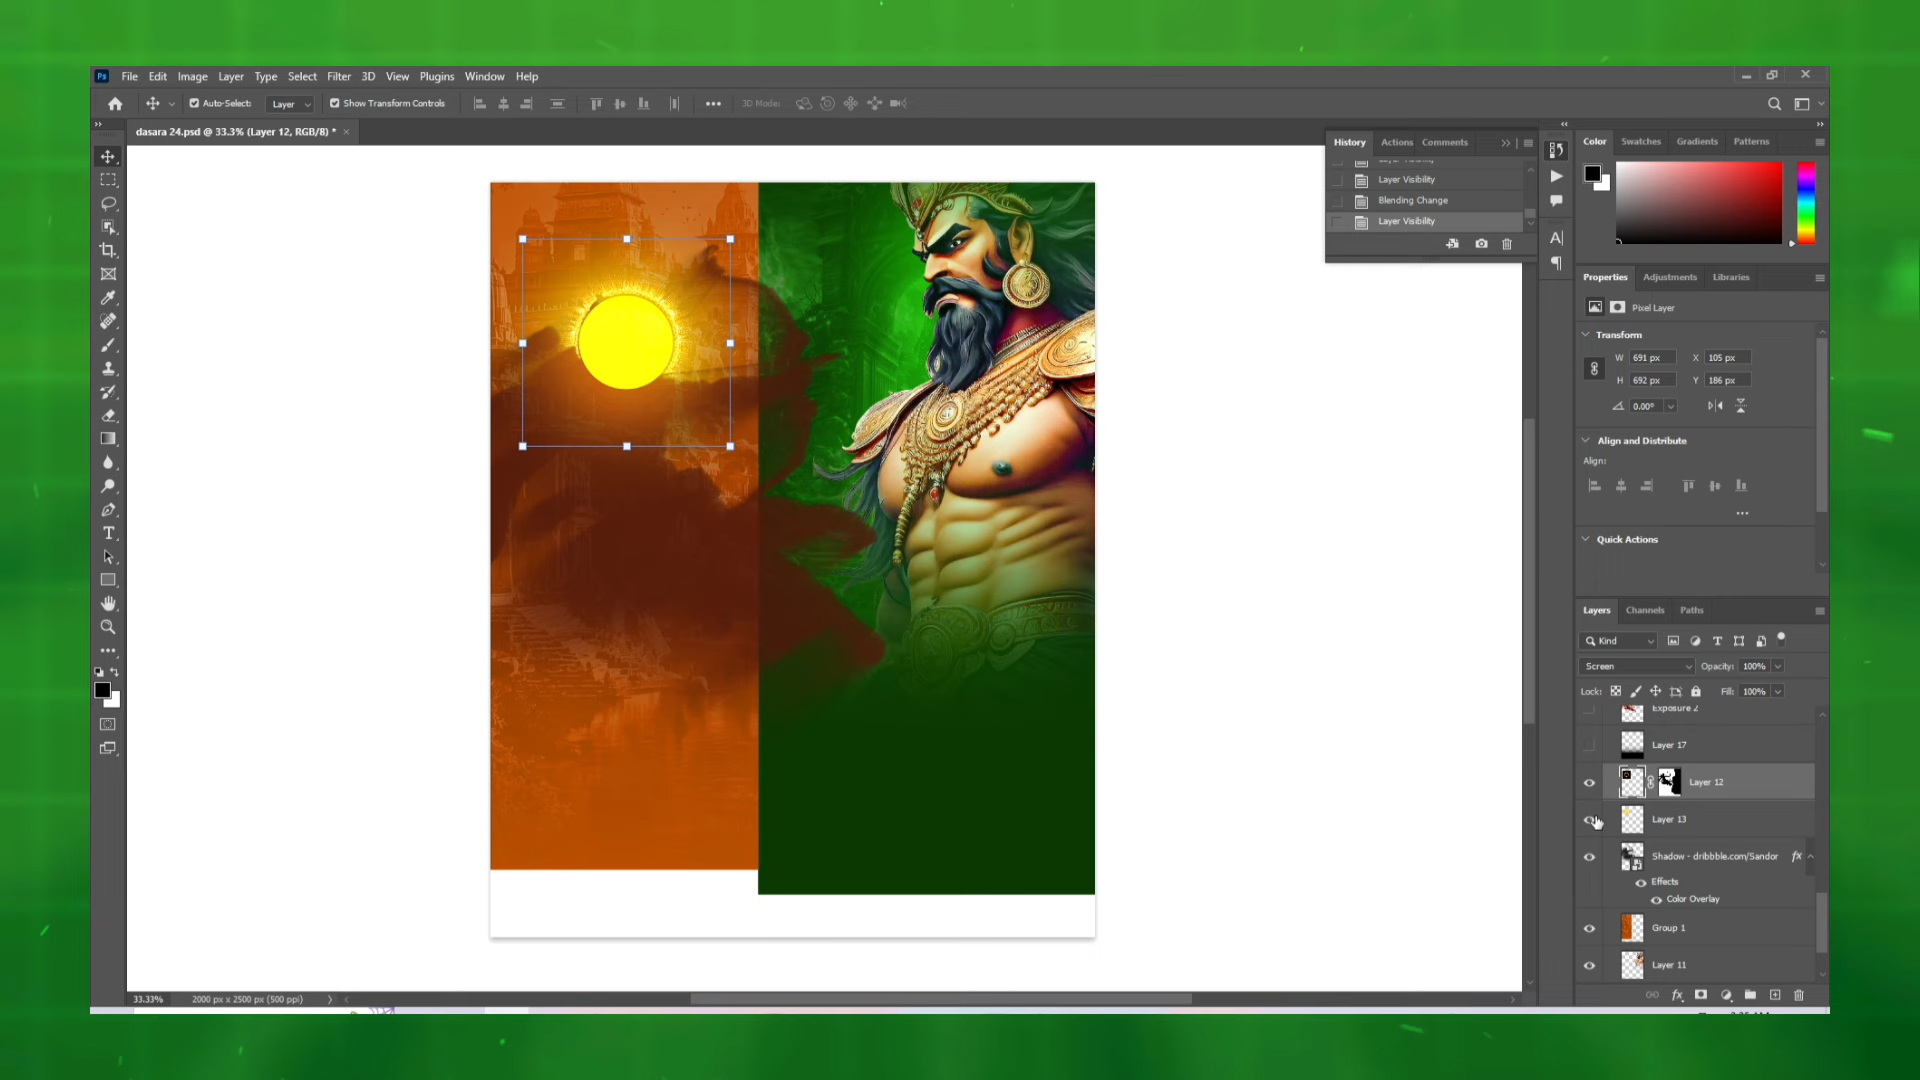 Ps File Edit Image Layer Type Select Filter 3D View Plugins Window Help
Auto-Select: Layer Show Transform Controls 3D Mode:
dasara 24.psd @ 33.3% (Layer 12, RGB/8) *
History Actions Comments
Layer Visibility
Layer Visibility
Blending Change
Layer Visibility
Color Swatches Gradients Patterns
Properties Adjustments Libraries
Pixel Layer
Transform
W 691 px X 105 px
H 692 px Y 186 px
0.00°
Align and Distribute
Align:
Quick Actions
Layers Channels Paths
Kind
Screen Opacity: 100%
Lock: Fill: 100%
Exposure 2
Layer 17
Layer 12
Layer 13
Shadow - dribbble.com/Sandor fx
Effects
Color Overlay
Group 1
Layer 11
33.33% 2000 px x 2500 px (500 ppi)